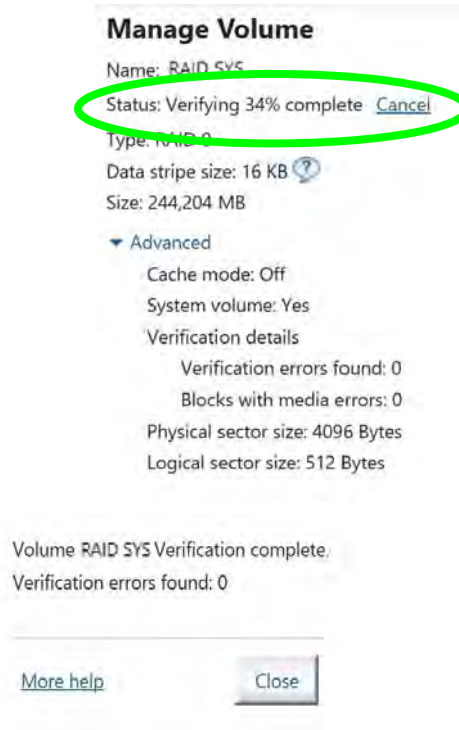 Manage Volume
Name: RAID SYS
Status: Verifying 34% complete Cancel
Type: RAID 0
Data stripe size: 16 KB ?
Size: 244,204 MB
Advanced
Cache mode: Off
System volume: Yes
Verification details
Verification errors found: 0
Blocks with media errors: 0
Physical sector size: 4096 Bytes
Logical sector size: 512 Bytes
Volume RAID SYS Verification complete.
Verification errors found: 0
More help Close